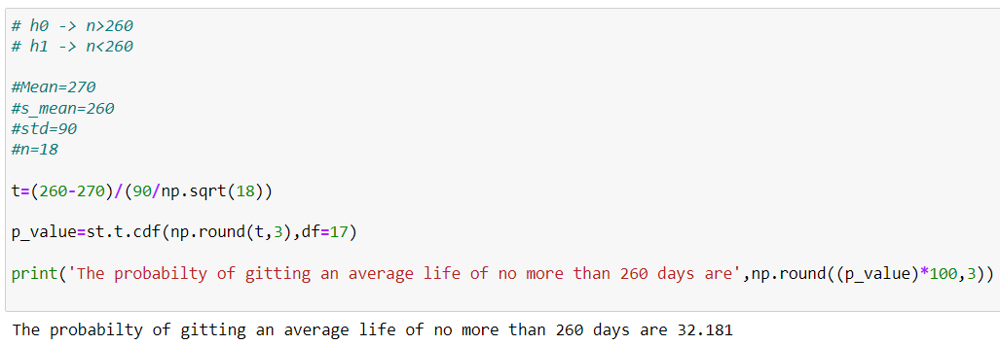 # h0 -> n>260
# h1 -> n<260
#Mean=270
#s_mean=260
#std=90
#n=18
t=(260-270)/(90/np.sqrt(18))
p_value=st.t.cdf(np.round(t,3),df=17)
print('The probabilty of gitting an average life of no more than 260 days are',np.round((p_value)*100,3))
The probabilty of gitting an average life of no more than 260 days are 32.181